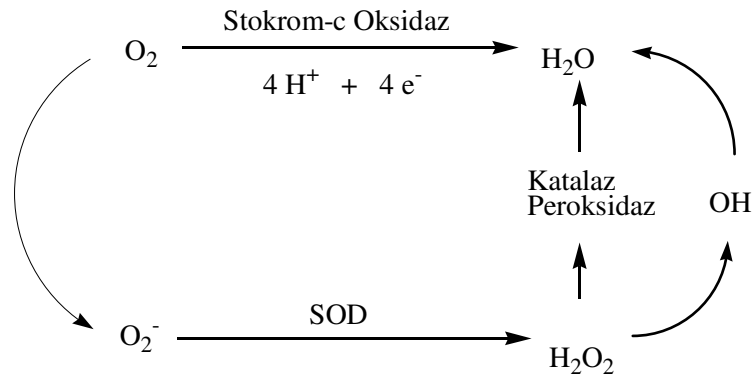 Stokrom-c Oksidaz
O₂
H₂O
4 H⁺ + 4 e⁻
Katalaz
Peroksidaz
OH
SOD
O₂⁻
H₂O₂